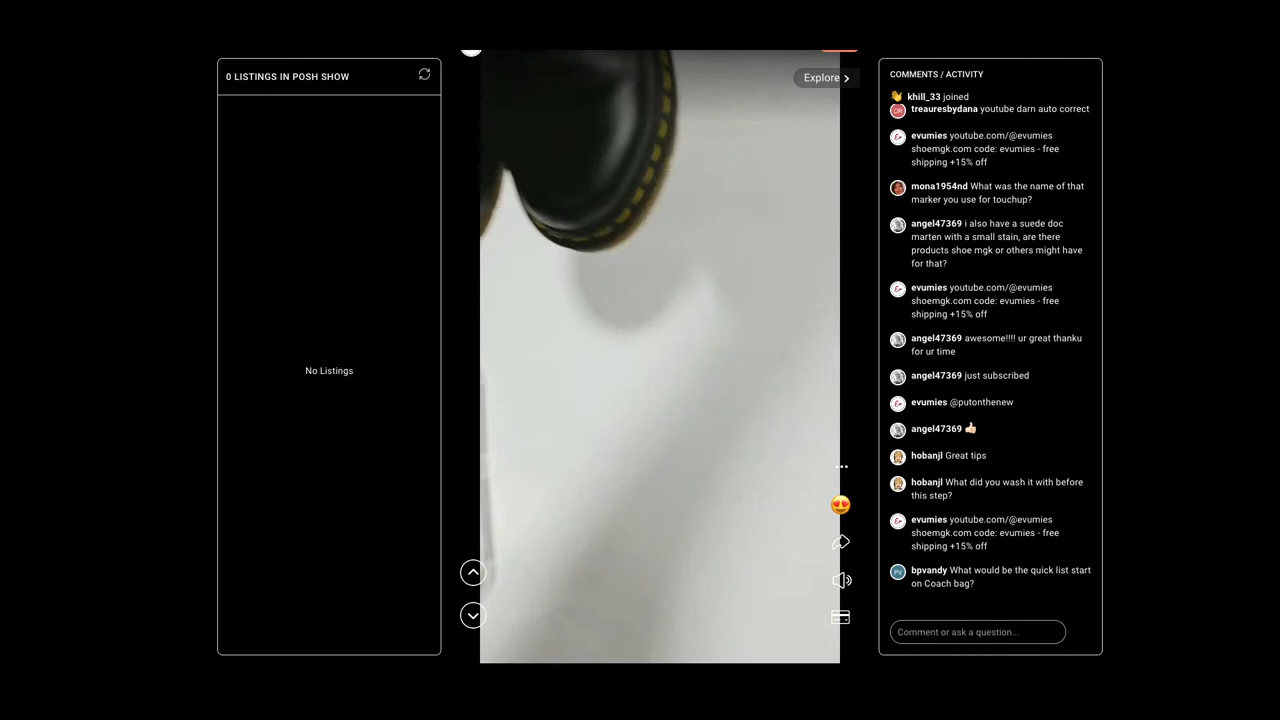 0 LISTINGS IN POSH SHOW
No Listings
Explore
COMMENTS / ACTIVITY
👋 khill_33 joined
DR treauresbydana youtube darn auto correct
evumies youtube.com/@evumies
shoemgk.com code: evumies - free
shipping +15% off
mona1954nd What was the name of that
marker you use for touchup?
angel47369 i also have a suede doc
marten with a small stain, are there
products shoe mgk or others might have
for that?
evumies youtube.com/@evumies
shoemgk.com code: evumies - free
shipping +15% off
angel47369 awesome!!!! ur great thanku
for ur time
angel47369 just subscribed
evumies @putonthenew
angel47369 👍🏻
hobanjl Great tips
hobanjl What did you wash it with before
this step?
evumies youtube.com/@evumies
shoemgk.com code: evumies - free
shipping +15% off
PV bpvandy What would be the quick list start
on Coach bag?
Comment or ask a question...